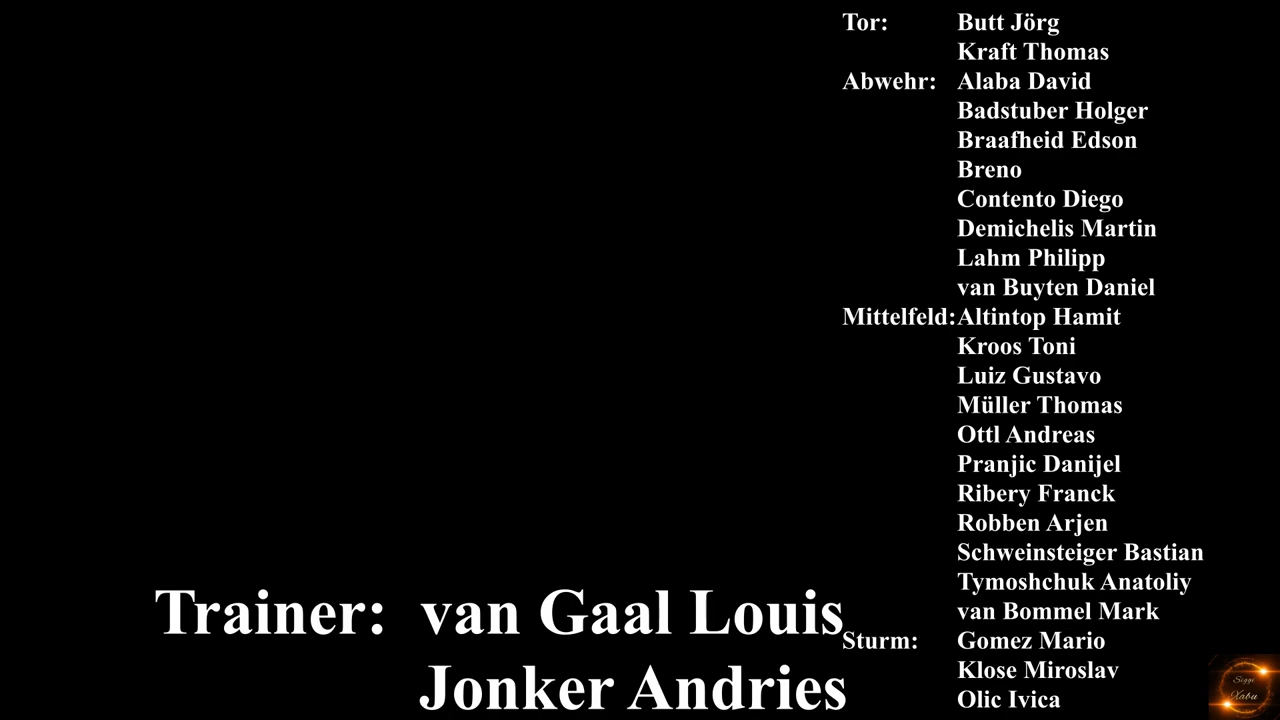 Tor: Butt Jörg
Kraft Thomas
Abwehr: Alaba David
Badstuber Holger
Braafheid Edson
Breno
Contento Diego
Demichelis Martin
Lahm Philipp
van Buyten Daniel
Mittelfeld: Altintop Hamit
Kroos Toni
Luiz Gustavo
Müller Thomas
Ottl Andreas
Pranjic Danijel
Ribery Franck
Robben Arjen
Schweinsteiger Bastian
Tymoshchuk Anatoliy
van Bommel Mark
Sturm: Gomez Mario
Klose Miroslav
Olic Ivica
Trainer: van Gaal Louis
Jonker Andries
Siggi
Xabu